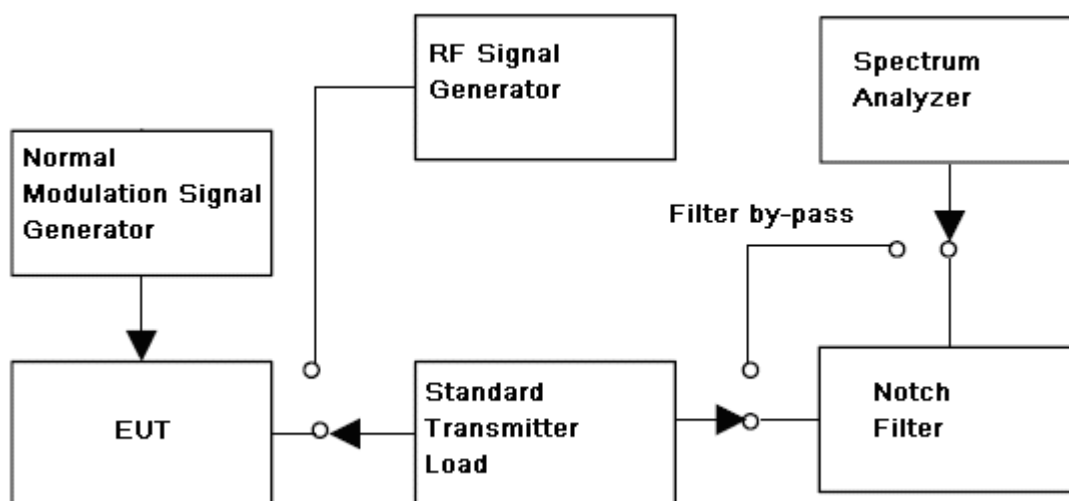 RF Signal
Generator
Spectrum
Analyzer
Normal
Modulation Signal
Generator
Filter by-pass
EUT
Standard
Transmitter
Load
Notch
Filter